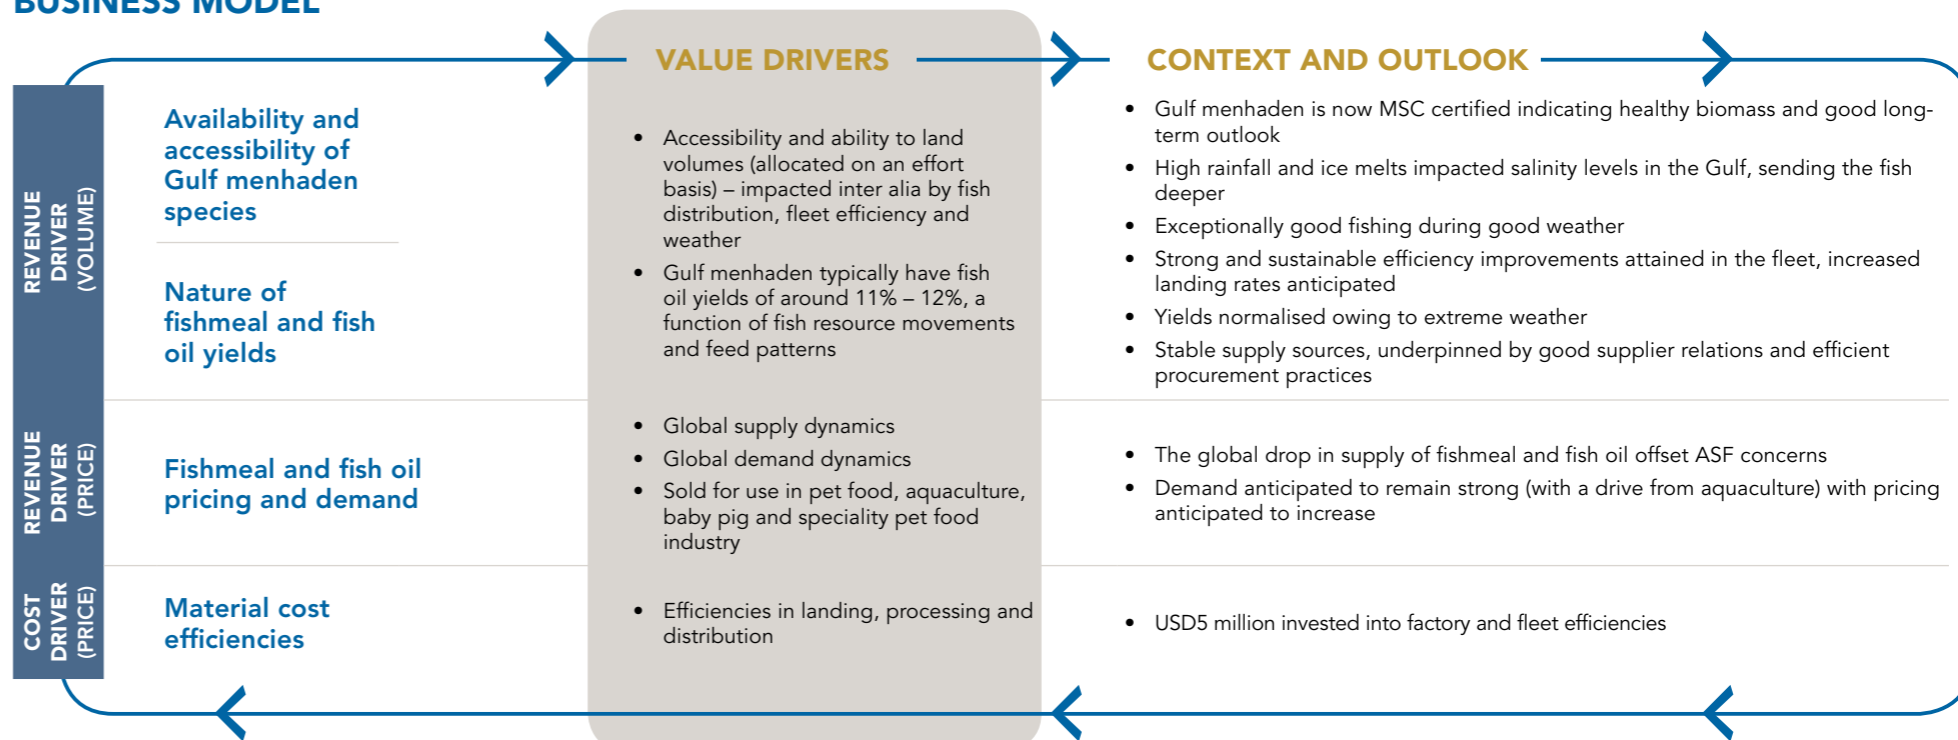 BUSINESS MODEL
VALUE DRIVERS
CONTEXT AND OUTLOOK
REVENUE
DRIVER
(VOLUME)
Availability and
accessibility of
Gulf menhaden
species
Nature of
fishmeal and fish
oil yields
• Accessibility and ability to land
volumes (allocated on an effort
basis) – impacted inter alia by fish
distribution, fleet efficiency and
weather
• Gulf menhaden typically have fish
oil yields of around 11% – 12%, a
function of fish resource movements
and feed patterns
• Gulf menhaden is now MSC certified indicating healthy biomass and good long-
term outlook
• High rainfall and ice melts impacted salinity levels in the Gulf, sending the fish
deeper
• Exceptionally good fishing during good weather
• Strong and sustainable efficiency improvements attained in the fleet, increased
landing rates anticipated
• Yields normalised owing to extreme weather
• Stable supply sources, underpinned by good supplier relations and efficient
procurement practices
REVENUE
DRIVER
(PRICE)
Fishmeal and fish oil
pricing and demand
• Global supply dynamics
• Global demand dynamics
• Sold for use in pet food, aquaculture,
baby pig and speciality pet food
industry
• The global drop in supply of fishmeal and fish oil offset ASF concerns
• Demand anticipated to remain strong (with a drive from aquaculture) with pricing
anticipated to increase
COST
DRIVER
(PRICE)
Material cost
efficiencies
• Efficiencies in landing, processing and
distribution
• USD5 million invested into factory and fleet efficiencies